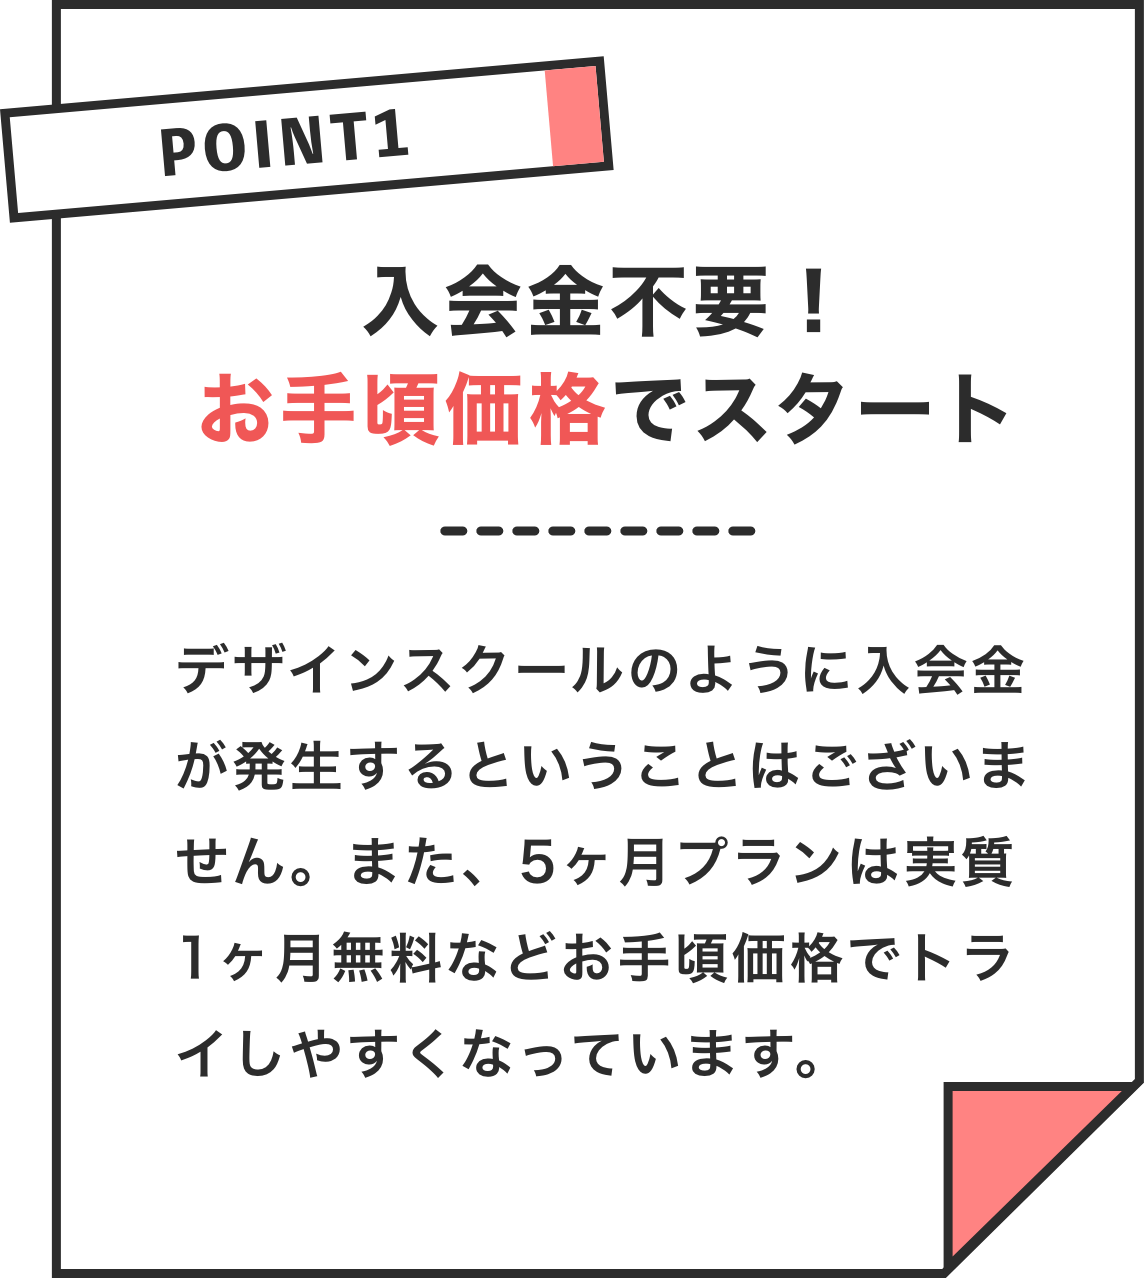 POINT1
入会金不要！
お手頃価格でスタート
デザインスクールのように入会金
が発生するということはございま
せん。また、5ヶ月プランは実質
1ヶ月無料などお手頃価格でトラ
イしやすくなっています。